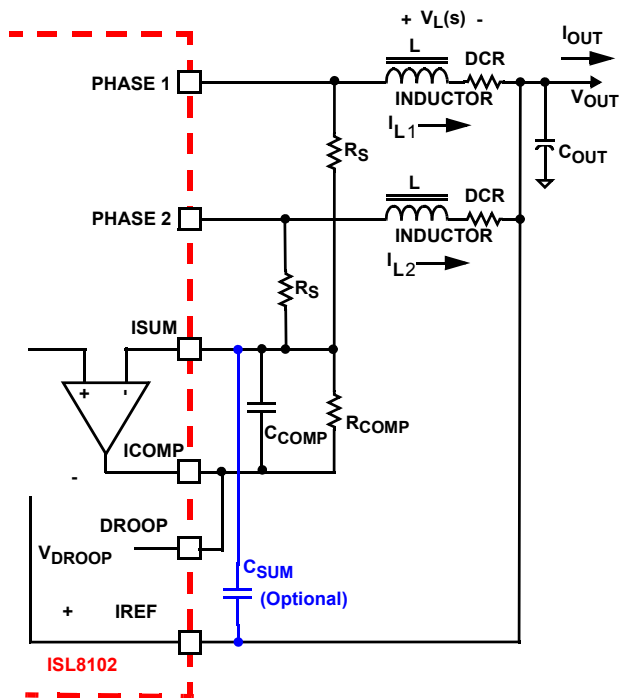 + VL(s) -
IOUT
L
DCR
PHASE 1
INDUCTOR
VOUT
IL1
COUT
RS
L
DCR
PHASE 2
INDUCTOR
IL2
RS
ISUM
+ -
CCOMP
RCOMP
ICOMP
-
DROOP
VDROOP
CSUM
(Optional)
+ IREF
ISL8102